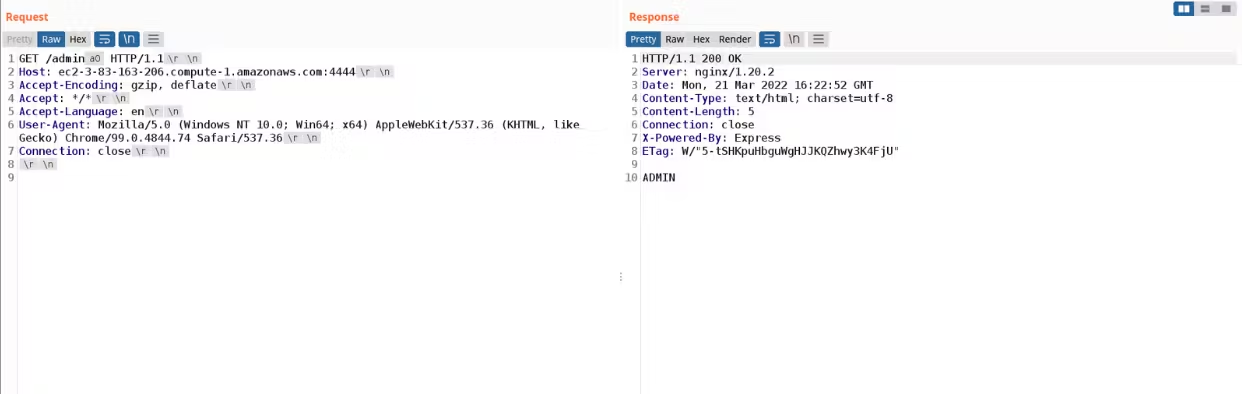 Request
Response
Pretty Raw Hex \n
Pretty Raw Hex Render \n
1 GET /admin a0 HTTP/1.1 \r \n
2 Host: ec2-3-83-163-206.compute-1.amazonaws.com:4444 \r \n
3 Accept-Encoding: gzip, deflate \r \n
4 Accept: */* \r \n
5 Accept-Language: en \r \n
6 User-Agent: Mozilla/5.0 (Windows NT 10.0; Win64; x64) AppleWebKit/537.36 (KHTML, like
Gecko) Chrome/99.0.4844.74 Safari/537.36 \r \n
7 Connection: close \r \n
8 \r \n
9
1 HTTP/1.1 200 OK
2 Server: nginx/1.20.2
3 Date: Mon, 21 Mar 2022 16:22:52 GMT
4 Content-Type: text/html; charset=utf-8
5 Content-Length: 5
6 Connection: close
7 X-Powered-By: Express
8 ETag: W/"5-tSHKpuHbguWgHJJKQZhwy3K4FjU"
9
10 ADMIN